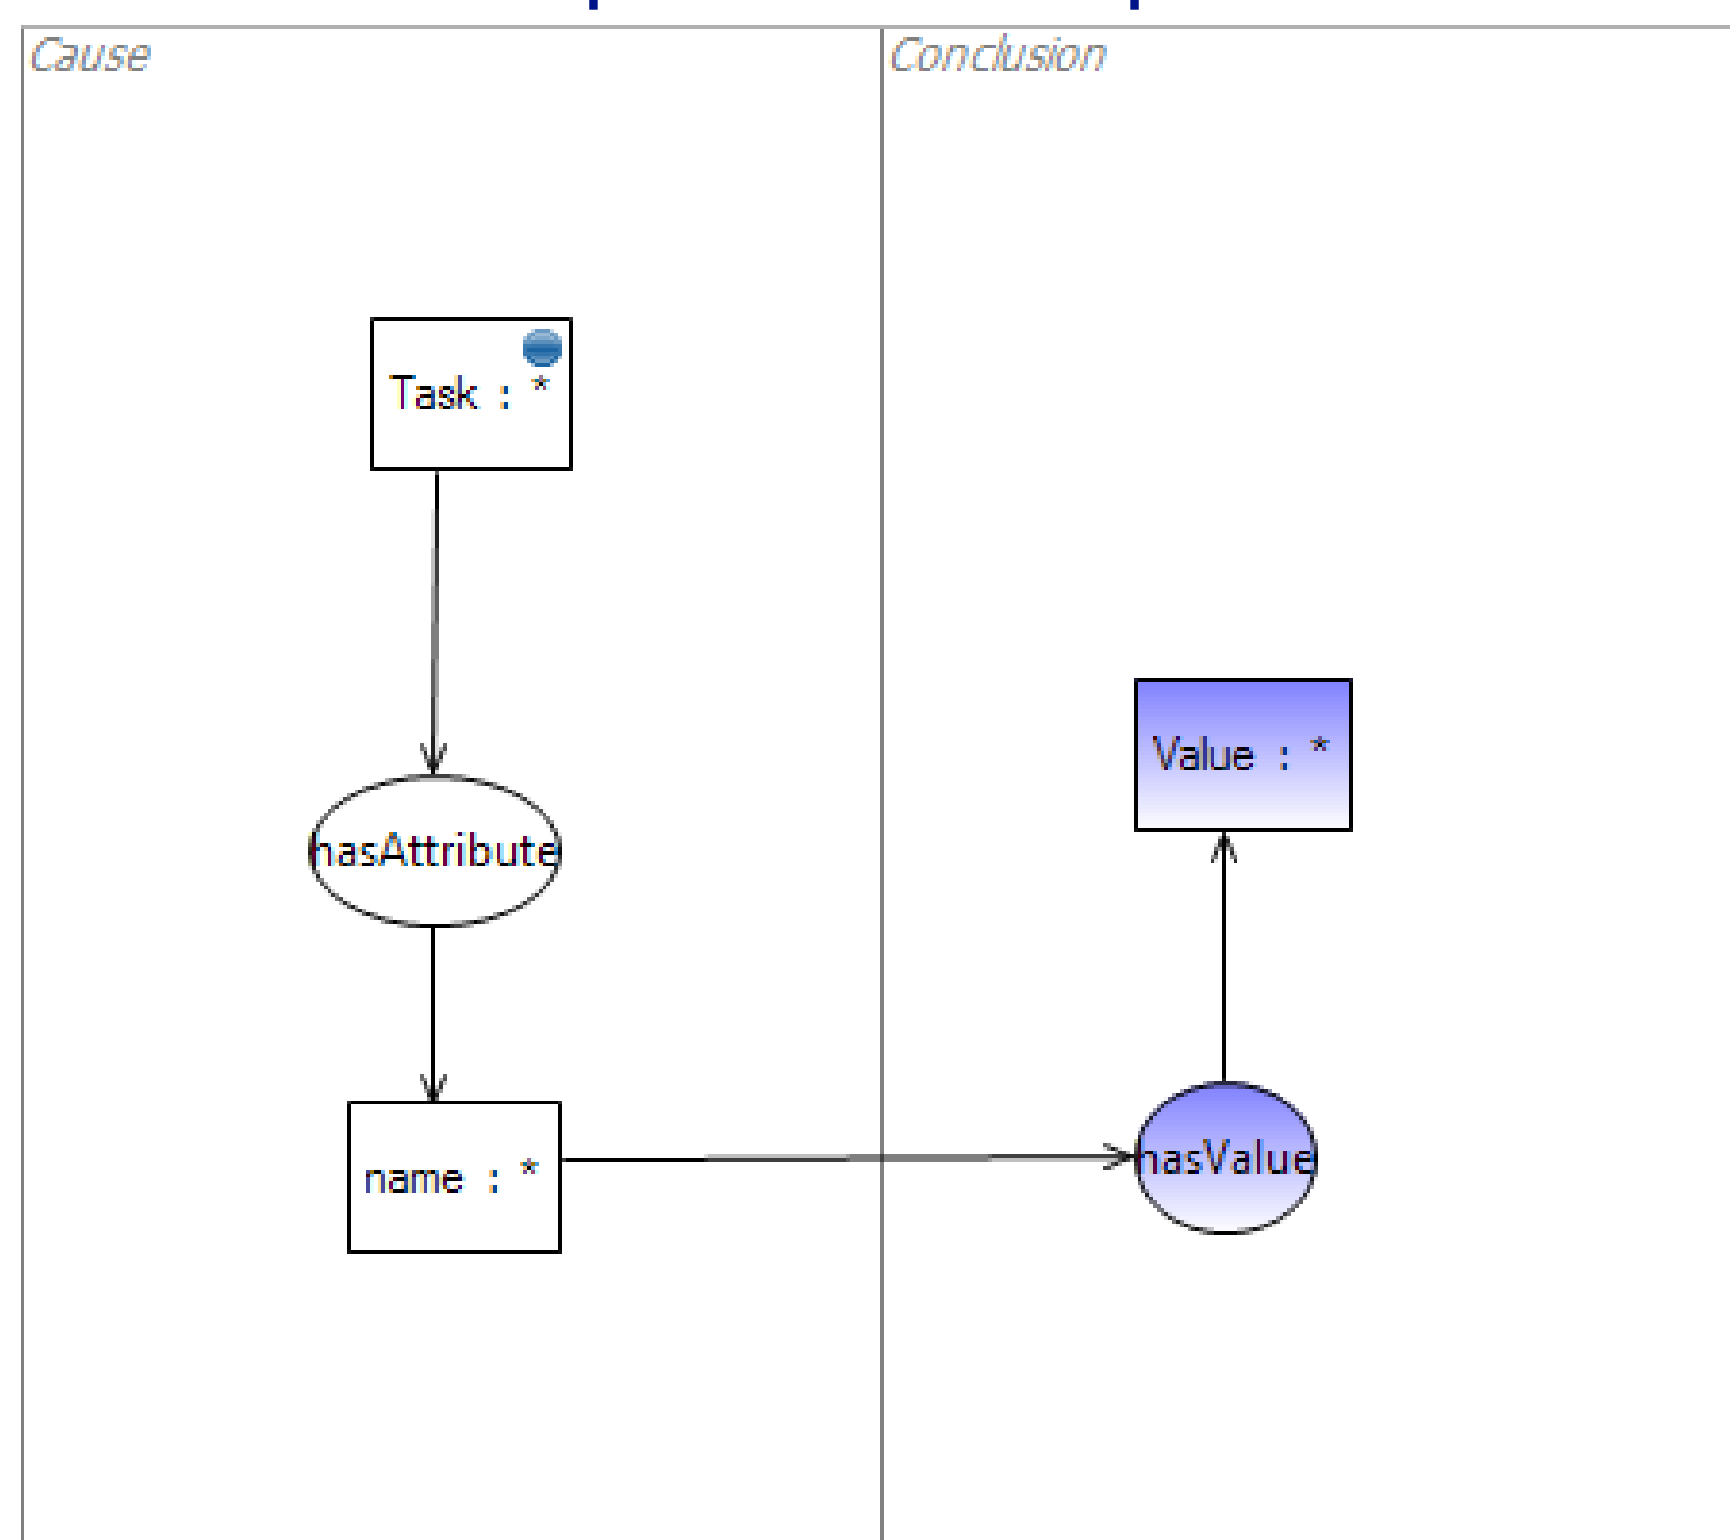 Cause
Conclusion
Task : *
hasAttribute
name : *
Value : *
hasValue